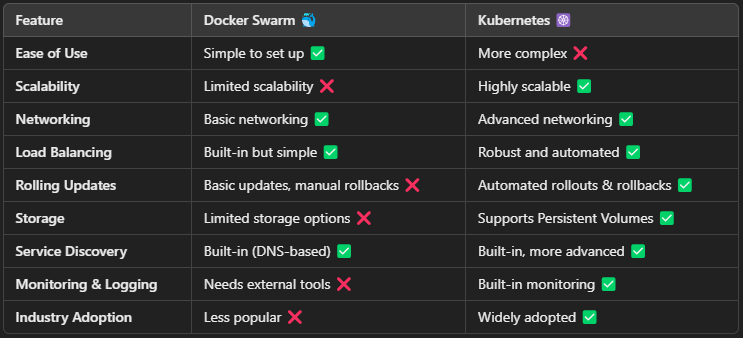 Feature Docker Swarm 🐳 Kubernetes ☸️
Ease of Use Simple to set up ✅ More complex ❌
Scalability Limited scalability ❌ Highly scalable ✅
Networking Basic networking ✅ Advanced networking ✅
Load Balancing Built-in but simple ✅ Robust and automated ✅
Rolling Updates Basic updates, manual rollbacks ❌ Automated rollouts & rollbacks ✅
Storage Limited storage options ❌ Supports Persistent Volumes ✅
Service Discovery Built-in (DNS-based) ✅ Built-in, more advanced ✅
Monitoring & Logging Needs external tools ❌ Built-in monitoring ✅
Industry Adoption Less popular ❌ Widely adopted ✅